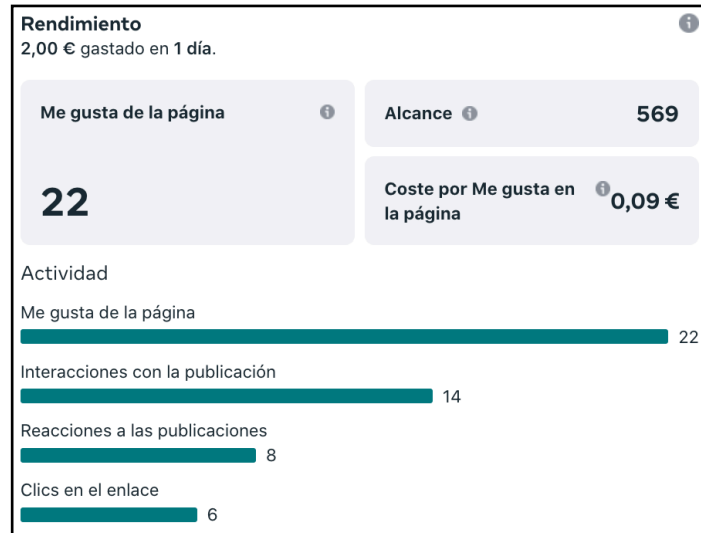 Rendimiento
2,00 € gastado en 1 día.
Me gusta de la página
22
Alcance 569
Coste por Me gusta en
la página
0,09 €
Actividad
Me gusta de la página
22
Interacciones con la publicación
14
Reacciones a las publicaciones
8
Clics en el enlace
6